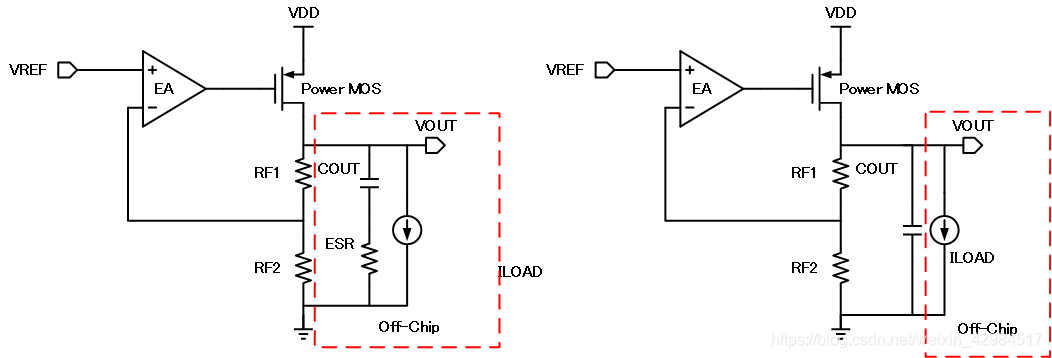 VDD
VREF
+
EA
−
Power MOS
VOUT
RF1
COUT
ESR
RF2
ILOAD
Off-Chip
VDD
VREF
+
EA
−
Power MOS
VOUT
RF1
COUT
RF2
ILOAD
Off-Chip
https://blog.csdn.net/weixin_42984517